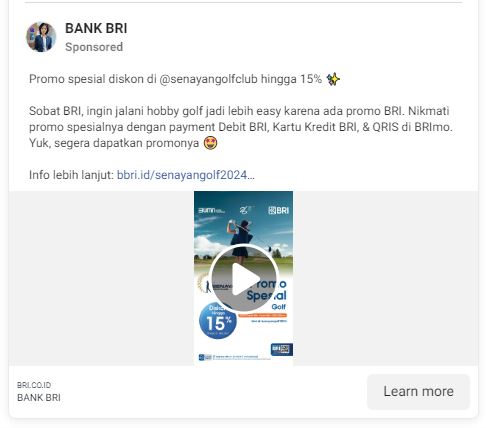 BANK BRI
Sponsored
Promo spesial diskon di @senayangolfclub hingga 15% ✨
Sobat BRI, ingin jalani hobby golf jadi lebih easy karena ada promo BRI. Nikmati
promo spesialnya dengan payment Debit BRI, Kartu Kredit BRI, & QRIS di BRImo.
Yuk, segera dapatkan promonya 🤩
Info lebih lanjut: bbri.id/senayangolf2024...
BUMN
BRI
SENAYAN
Promo
Spesial
Golf
Diskon
hingga
15%
BRI
BRI.CO.ID
BANK BRI
Learn more